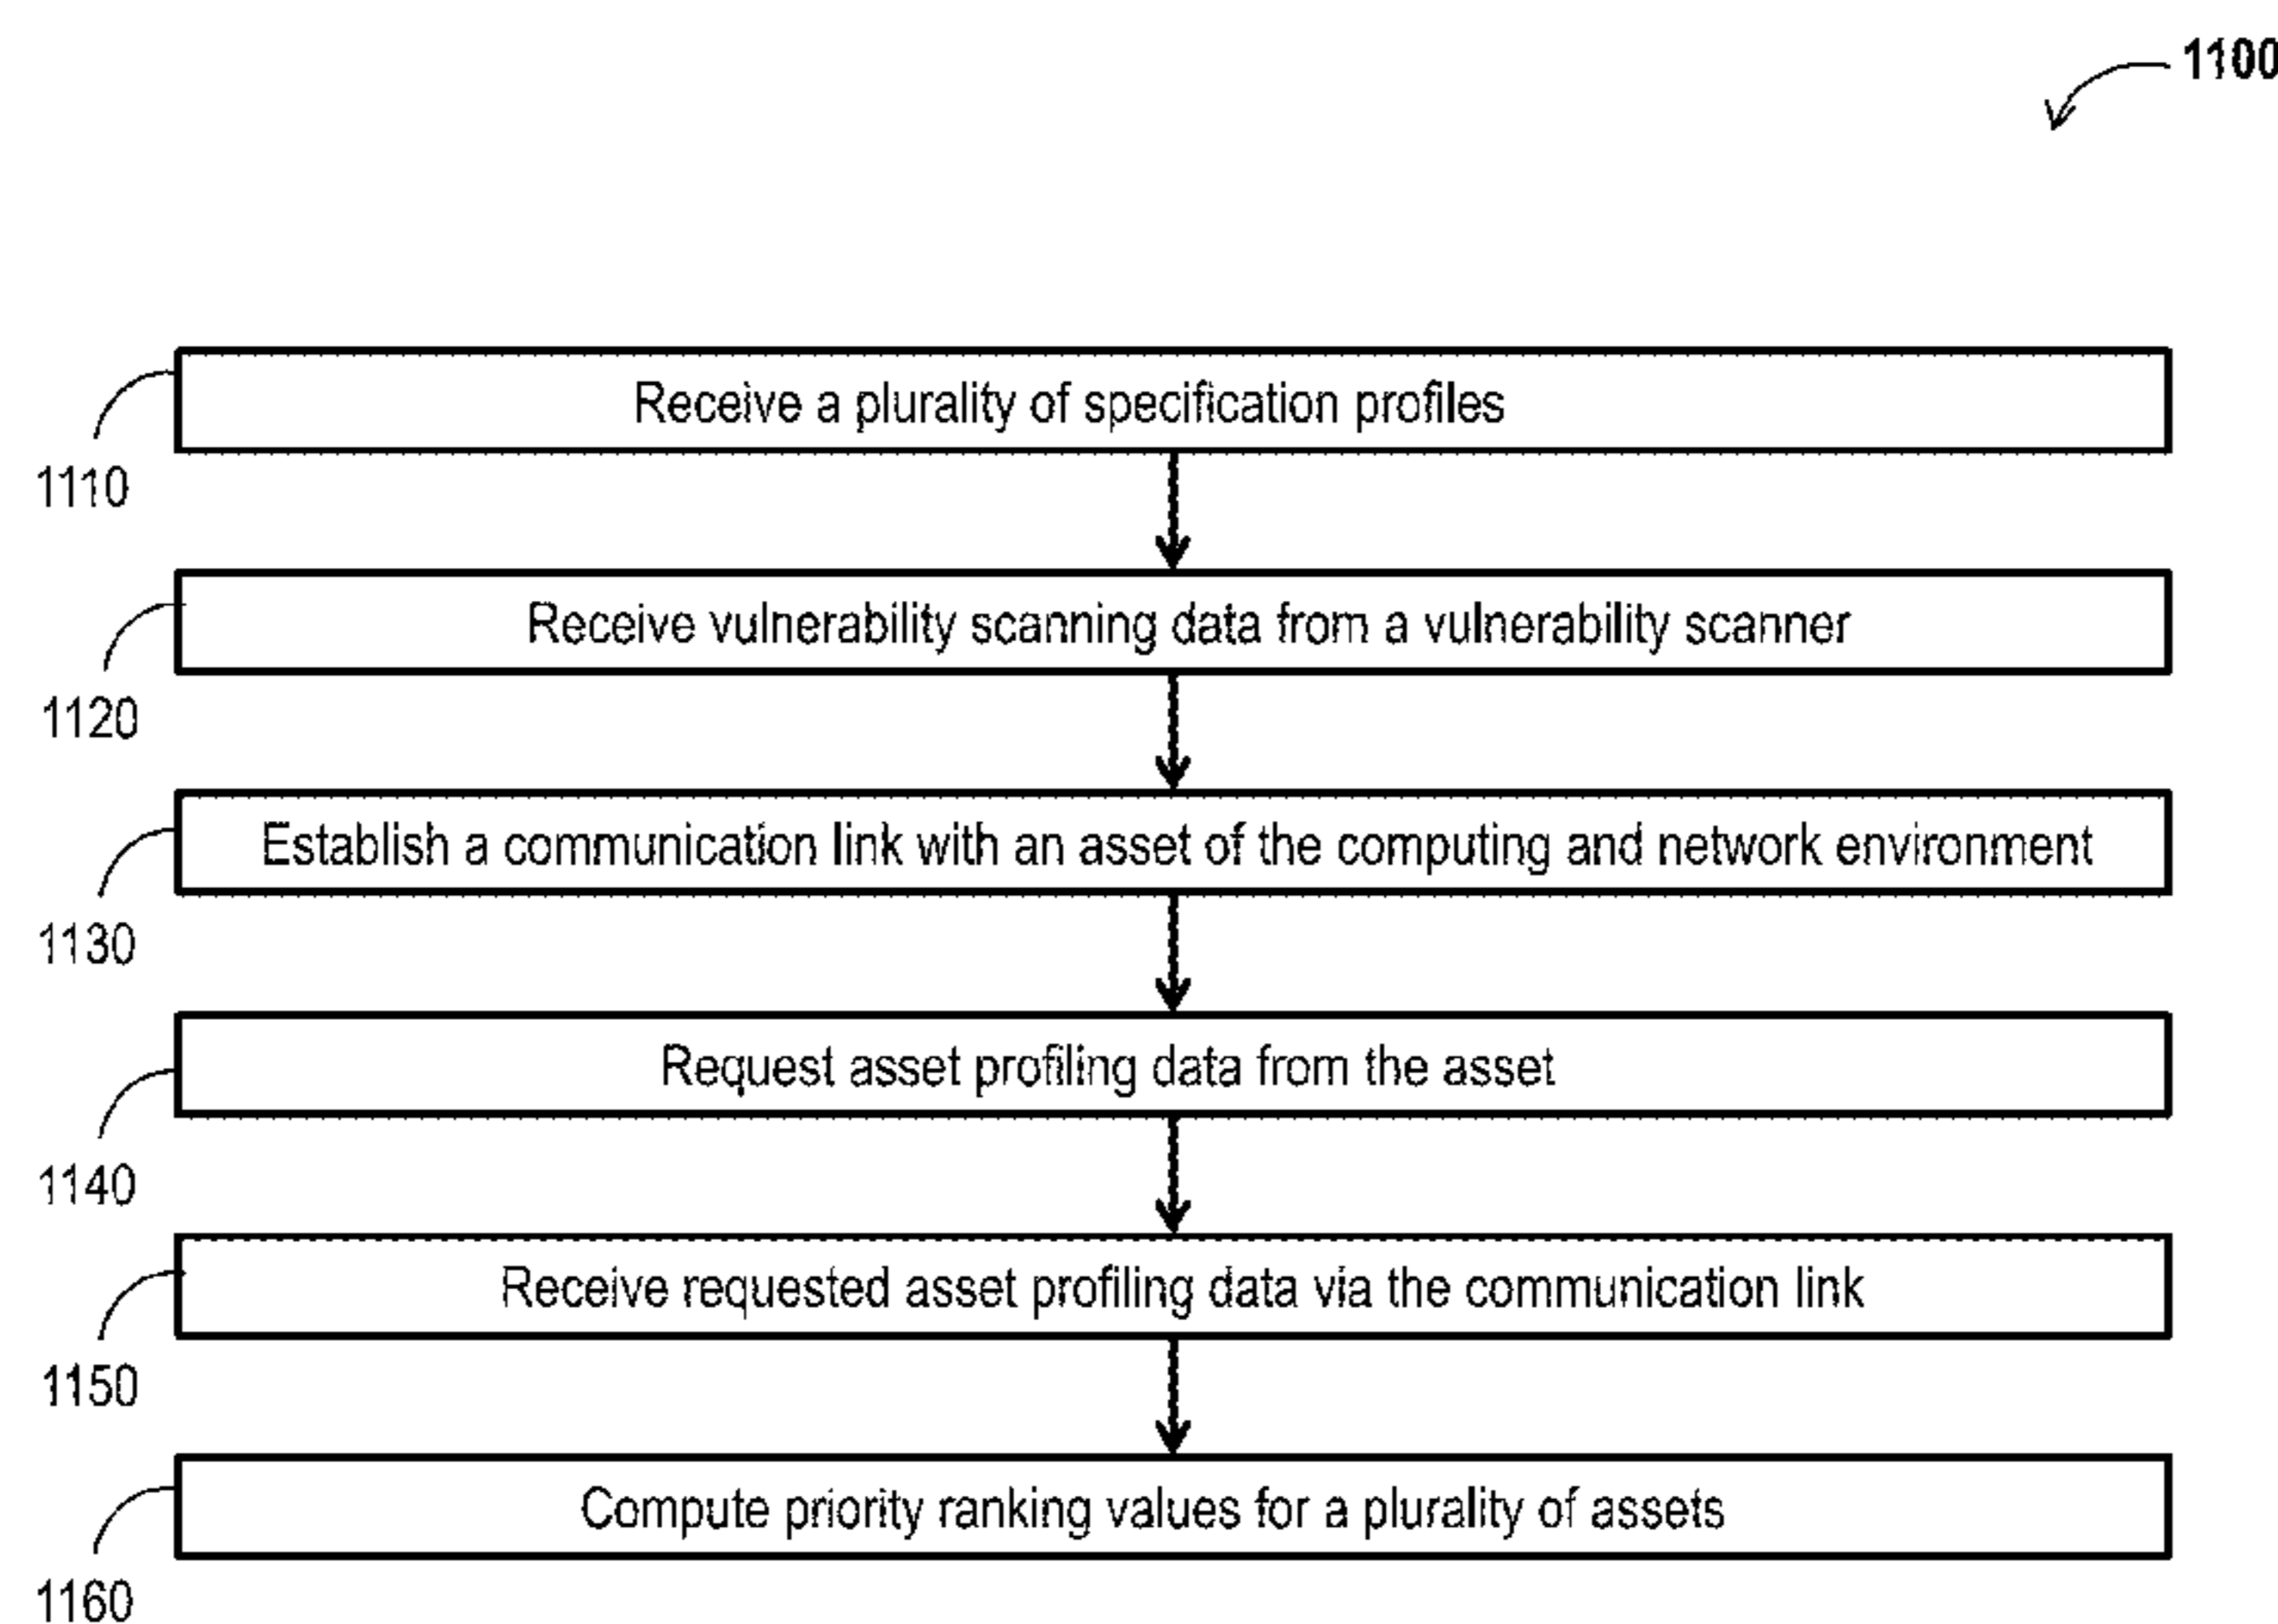 1100
Receive a plurality of specification profiles
1110
Receive vulnerability scanning data from a vulnerability scanner
1120
Establish a communication link with an asset of the computing and network environment
1130
Request asset profiling data from the asset
1140
Receive requested asset profiling data via the communication link
1150
Compute priority ranking values for a plurality of assets
1160